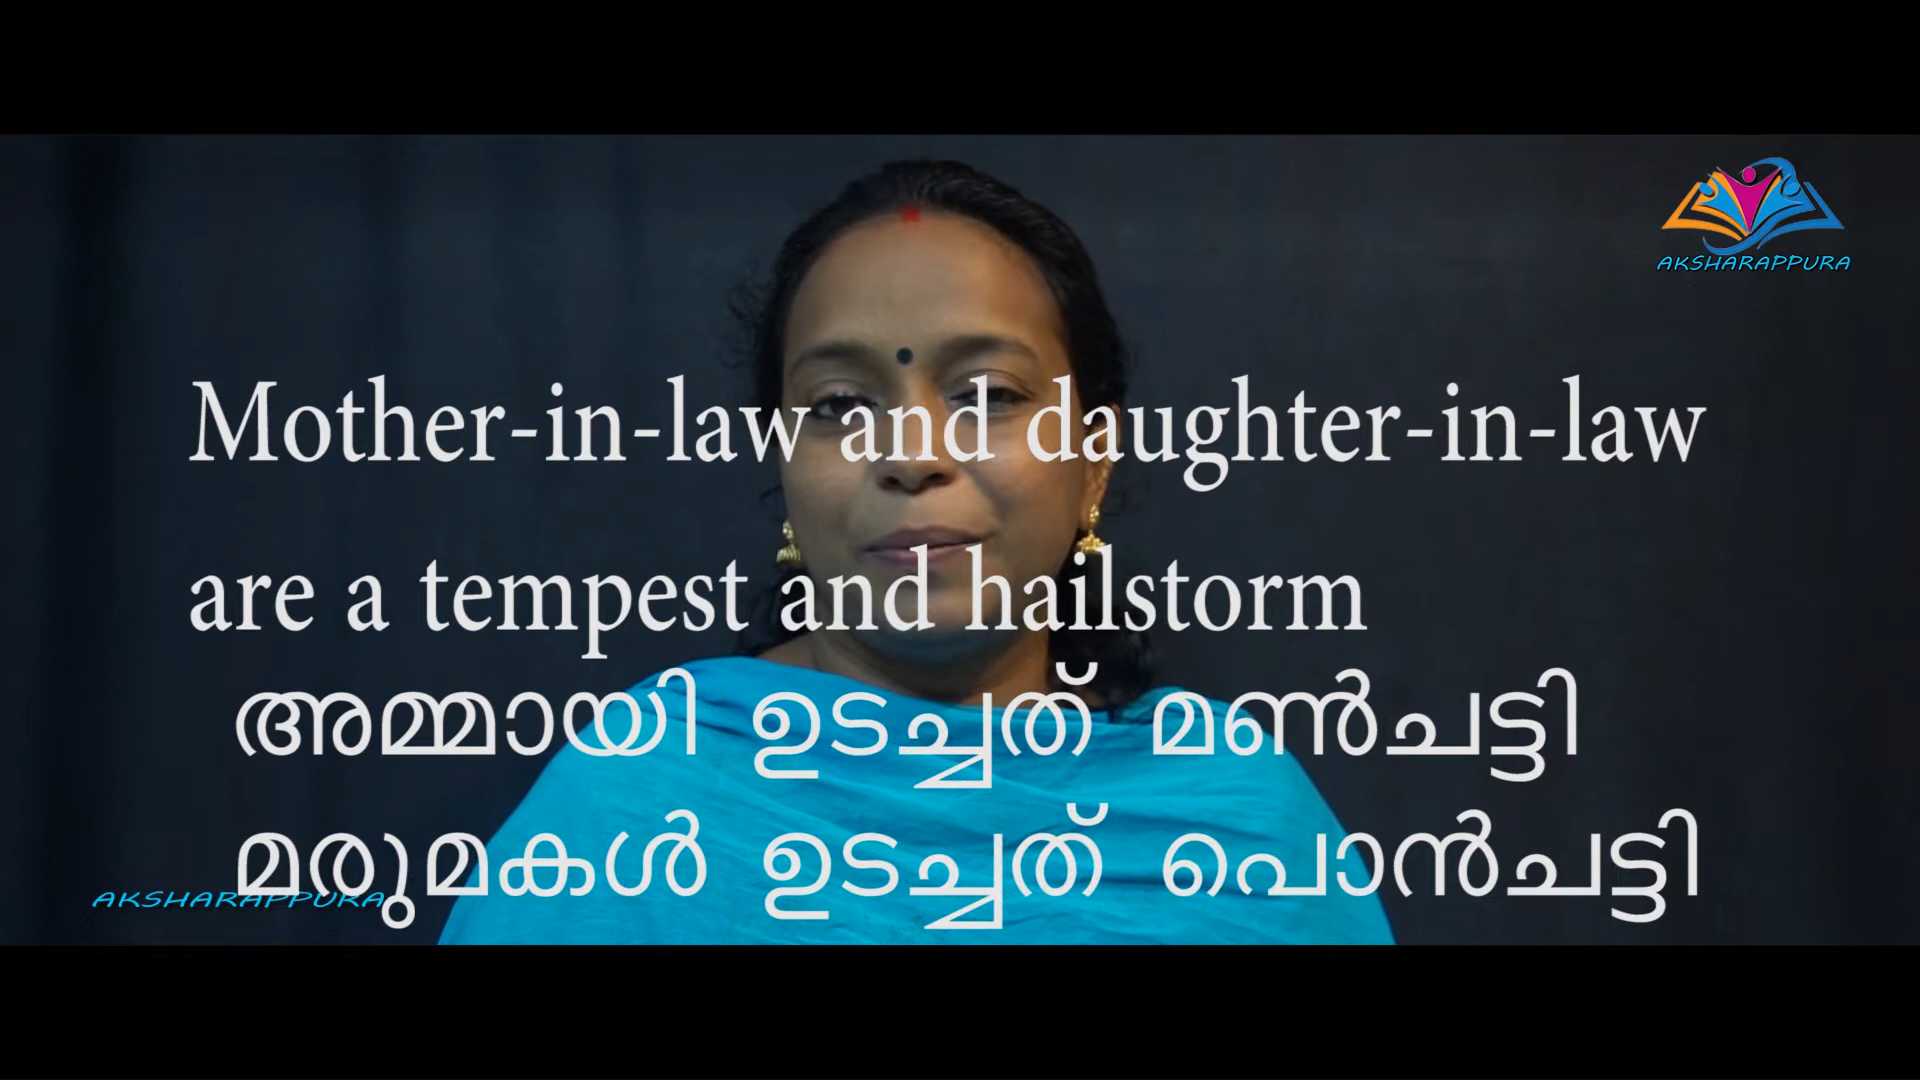 AKSHARAPPURA
Mother-in-law and daughter-in-law
are a tempest and hailstorm
അമ്മായി ഉടച്ചത് മൺചട്ടി
മരുമകൾ ഉടച്ചത് പൊൻചട്ടി
AKSHARAPPURA